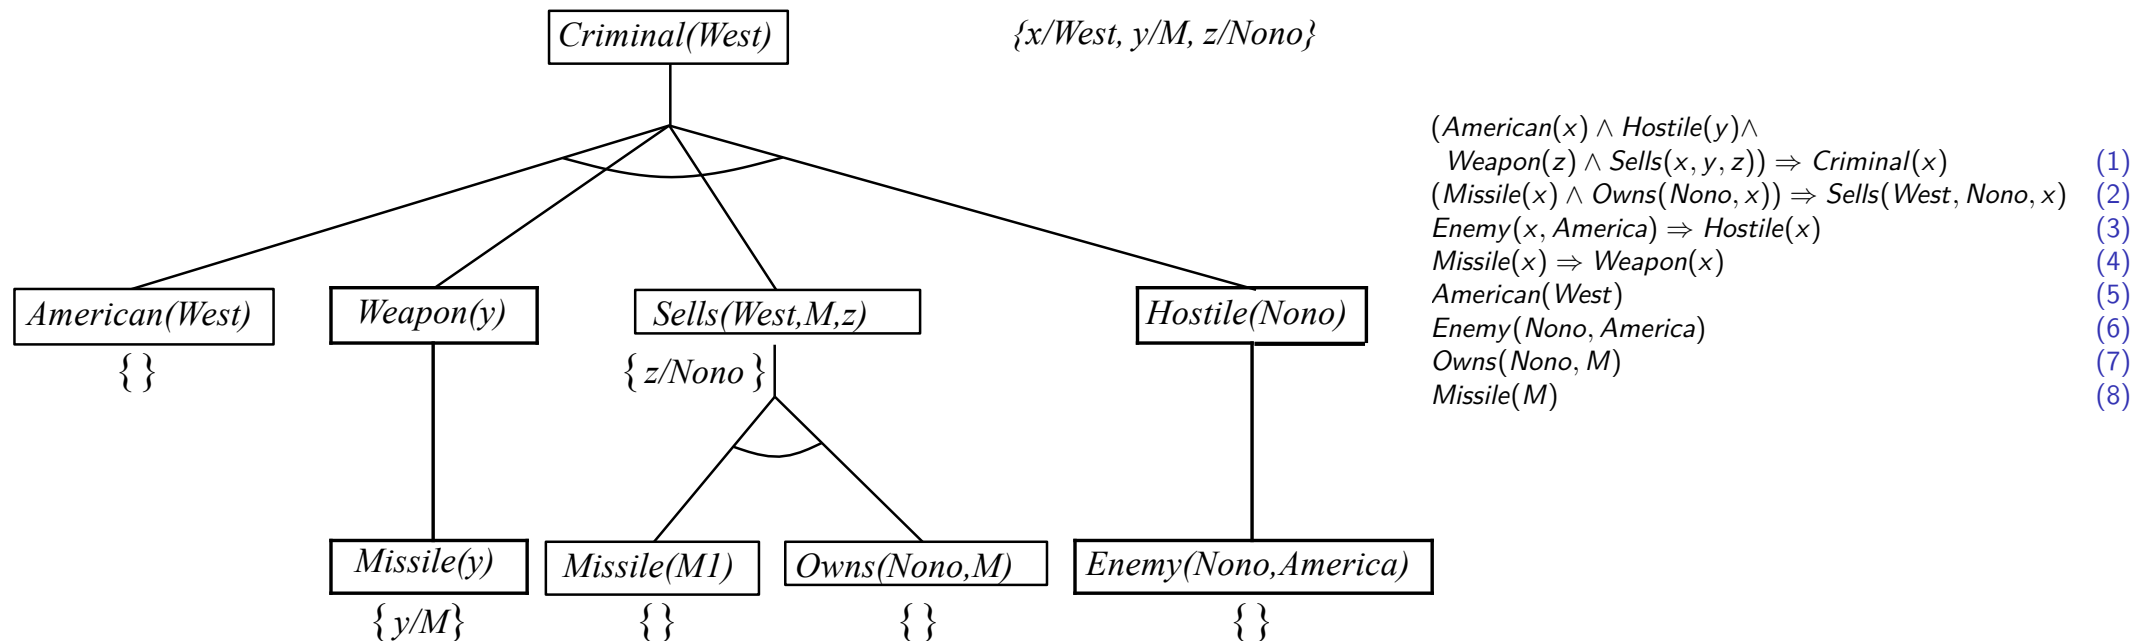 Criminal(West)
{x/West, y/M, z/Nono}
American(West)
Weapon(y)
Sells(West,M,z)
Hostile(Nono)
{ }
{ z/Nono }
Missile(y)
Missile(M1)
Owns(Nono,M)
Enemy(Nono,America)
{ y/M}
{ }
{ }
{ }
(American(x) ∧ Hostile(y)∧
Weapon(z) ∧ Sells(x, y, z)) ⇒ Criminal(x) (1)
(Missile(x) ∧ Owns(Nono, x)) ⇒ Sells(West, Nono, x) (2)
Enemy(x, America) ⇒ Hostile(x) (3)
Missile(x) ⇒ Weapon(x) (4)
American(West) (5)
Enemy(Nono, America) (6)
Owns(Nono, M) (7)
Missile(M) (8)